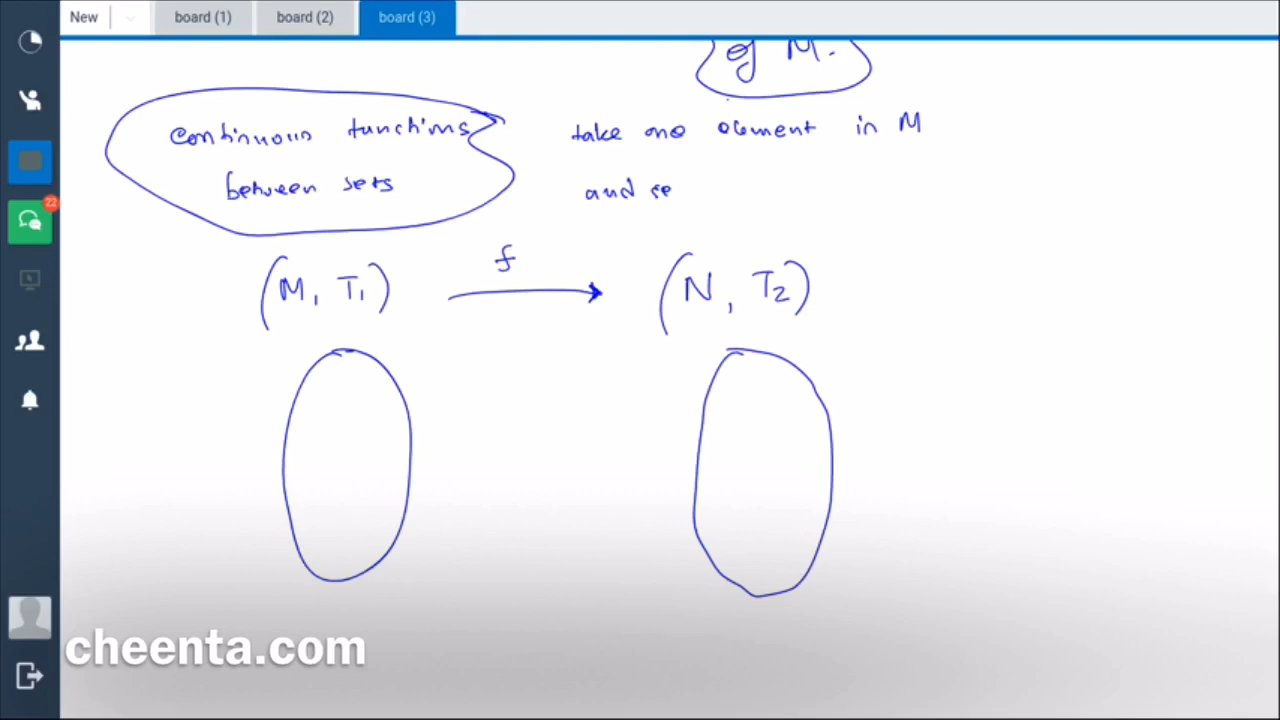 New
board (1)
board (2)
board (3)
of M.
continuous functions
between sets
take one element in M
and se
22
f
(M, T1)
(N, T2)
cheenta.com